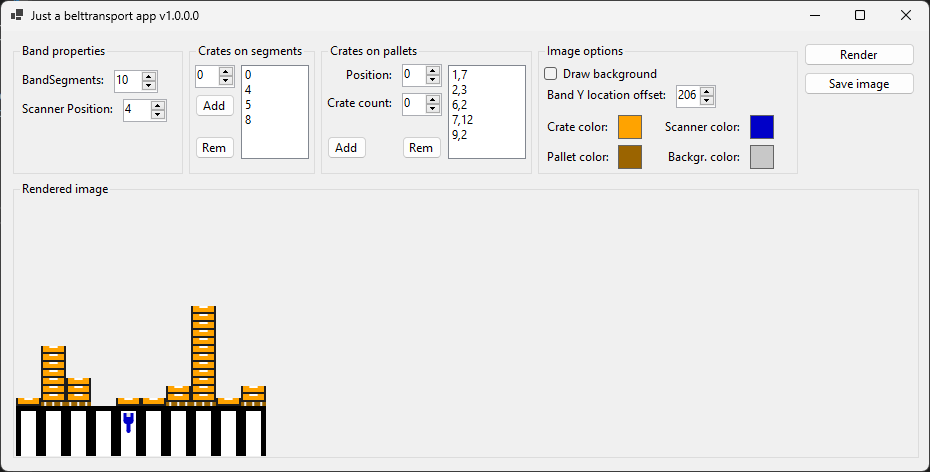 Just a belttransport app v1.0.0.0
Band properties
BandSegments: 10
Scanner Position: 4
Crates on segments
0
Add
Rem
0
4
5
8
Crates on pallets
Position: 0
Crate count: 0
Add
Rem
1,7
2,3
6,2
7,12
9,2
Image options
Draw background
Band Y location offset: 206
Crate color:
Scanner color:
Pallet color:
Backgr. color:
Render
Save image
Rendered image